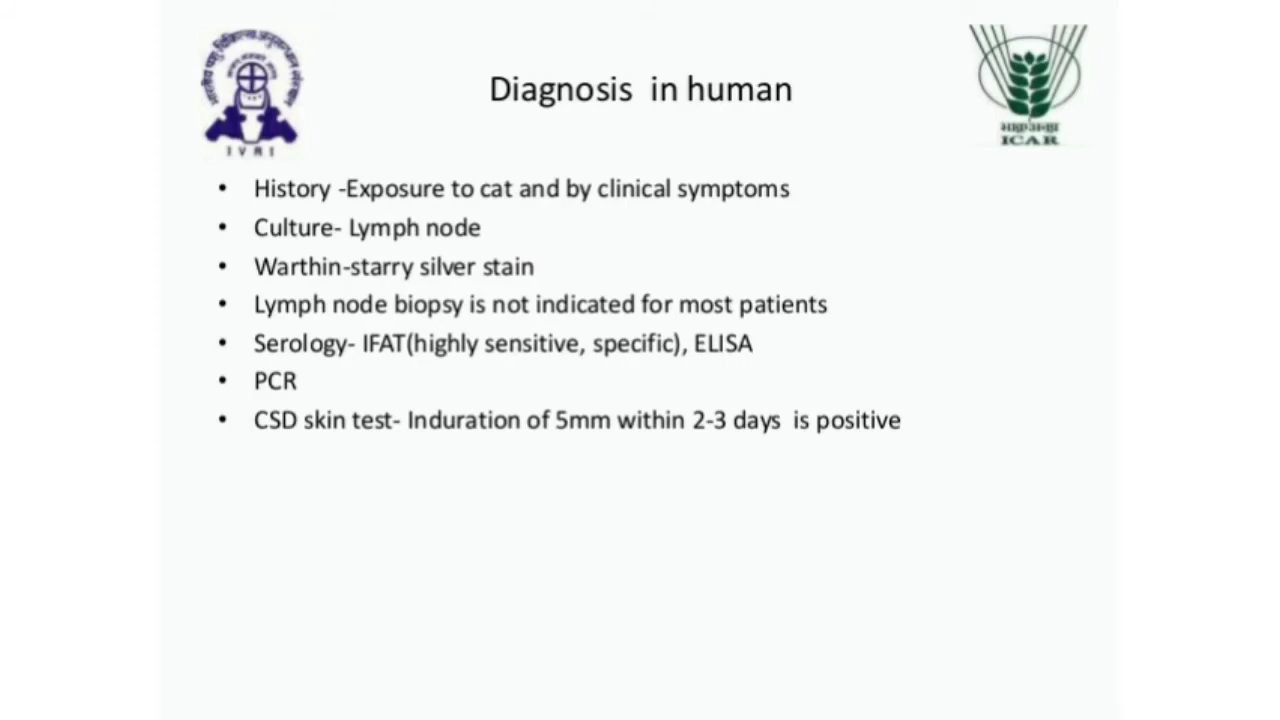 Diagnosis in human
IVRI
ICAR
• History -Exposure to cat and by clinical symptoms
• Culture- Lymph node
• Warthin-starry silver stain
• Lymph node biopsy is not indicated for most patients
• Serology- IFAT(highly sensitive, specific), ELISA
• PCR
• CSD skin test- Induration of 5mm within 2-3 days is positive